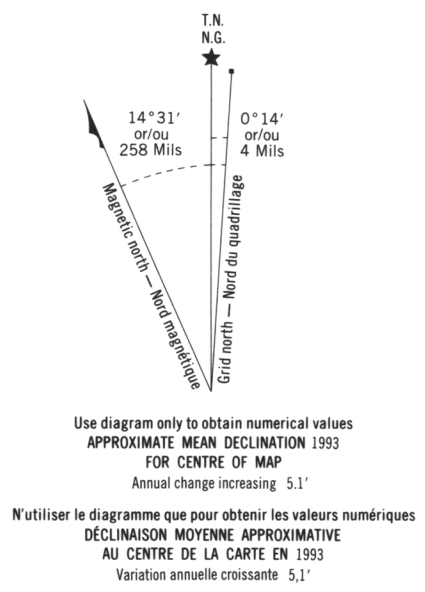 T.N.
N.G.
14°31′
or/ou
258 Mils
0°14′
or/ou
4 Mils
Magnetic north — Nord magnétique
Grid north — Nord du quadrillage
Use diagram only to obtain numerical values
APPROXIMATE MEAN DECLINATION 1993
FOR CENTRE OF MAP
Annual change increasing 5.1′
N'utiliser le diagramme que pour obtenir les valeurs numériques
DÉCLINAISON MOYENNE APPROXIMATIVE
AU CENTRE DE LA CARTE EN 1993
Variation annuelle croissante 5,1′